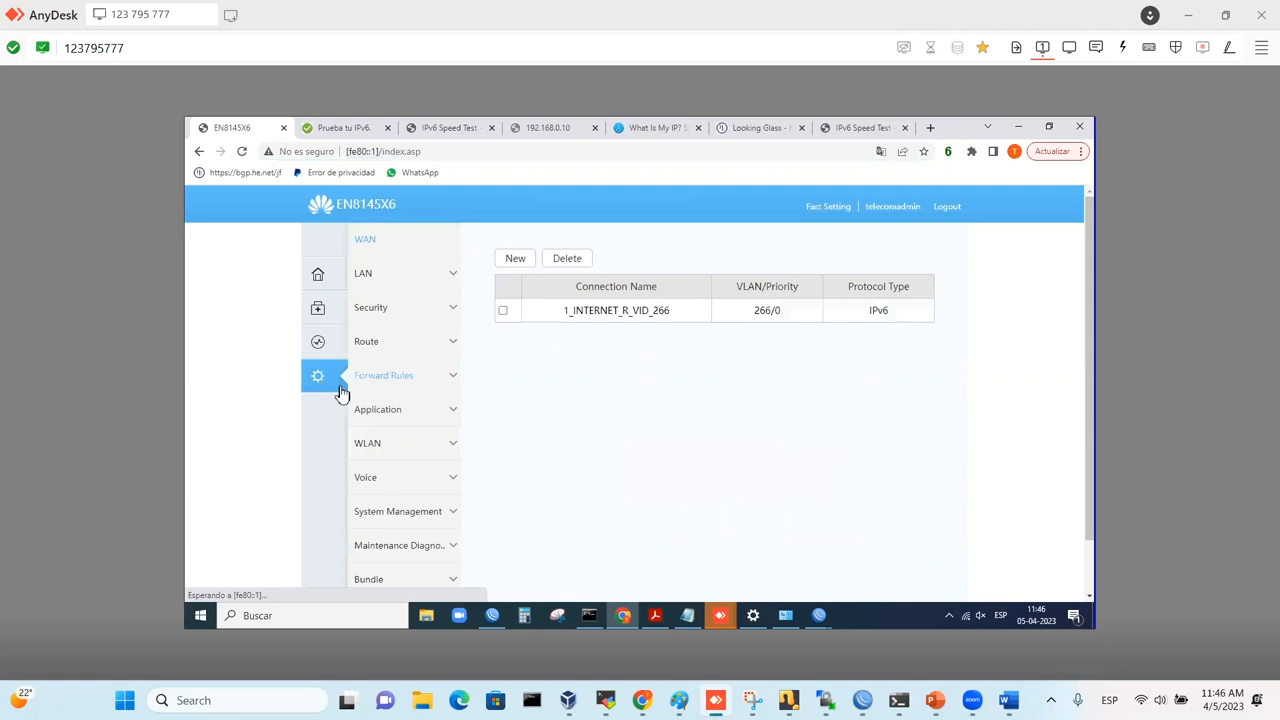 AnyDesk
123 795 777
123795777
1
EN8145X6
Prueba tu IPv6.
IPv6 Speed Test -
192.168.0.10
What Is My IP?
Looking Glass -
IPv6 Speed Test
No es seguro
[fe80::1]/index.asp
6
T
Actualizar
https://bgp.he.net/jf
Error de privacidad
WhatsApp
EN8145X6
Fast Setting
telecomadmin
Logout
WAN
LAN
Security
Route
Forward Rules
Application
WLAN
Voice
System Management
Maintenance Diagno..
Bundle
New
Delete
Connection Name
VLAN/Priority
Protocol Type
1_INTERNET_R_VID_266
266/0
IPv6
Esperando a [fe80::1]...
Buscar
ESP
11:46
05-04-2023
22°
Search
ESP
11:46 AM
4/5/2023